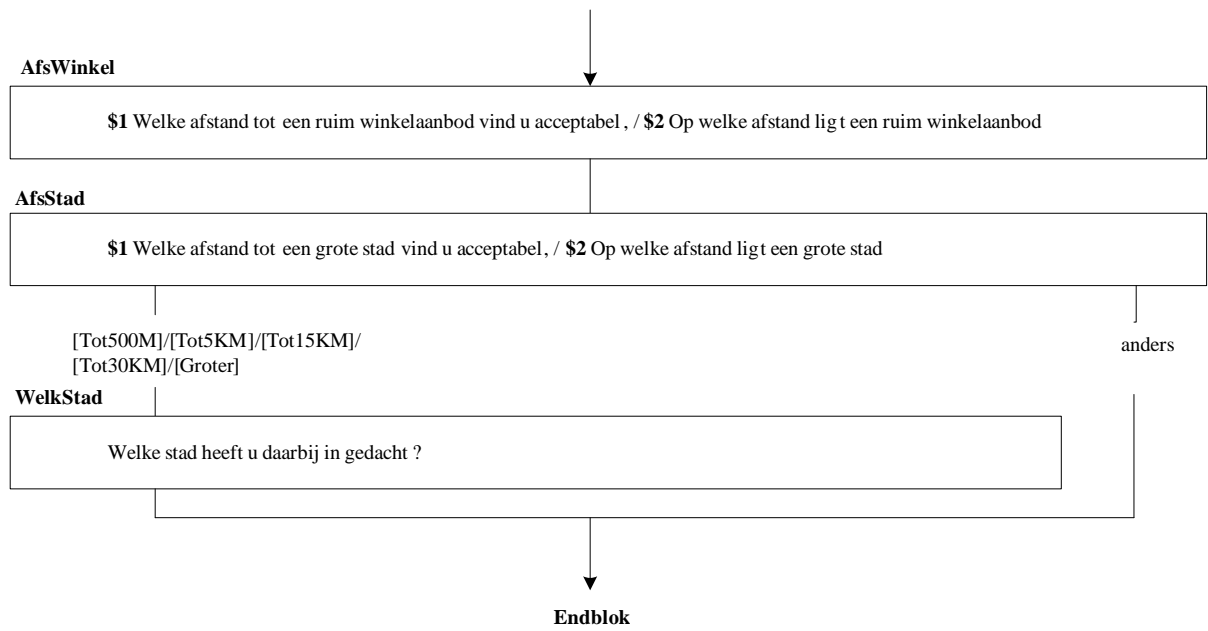 AfsWinkel
$1 Welke afstand tot een ruim winkelaanbod vind u acceptabel, / $2 Op welke afstand ligt een ruim winkelaanbod
AfsStad
$1 Welke afstand tot een grote stad vind u acceptabel, / $2 Op welke afstand ligt een grote stad
[Tot500M]/[Tot5KM]/[Tot15KM]/
[Tot30KM]/[Groter]
anders
WelkStad
Welke stad heeft u daarbij in gedacht ?
Endblok